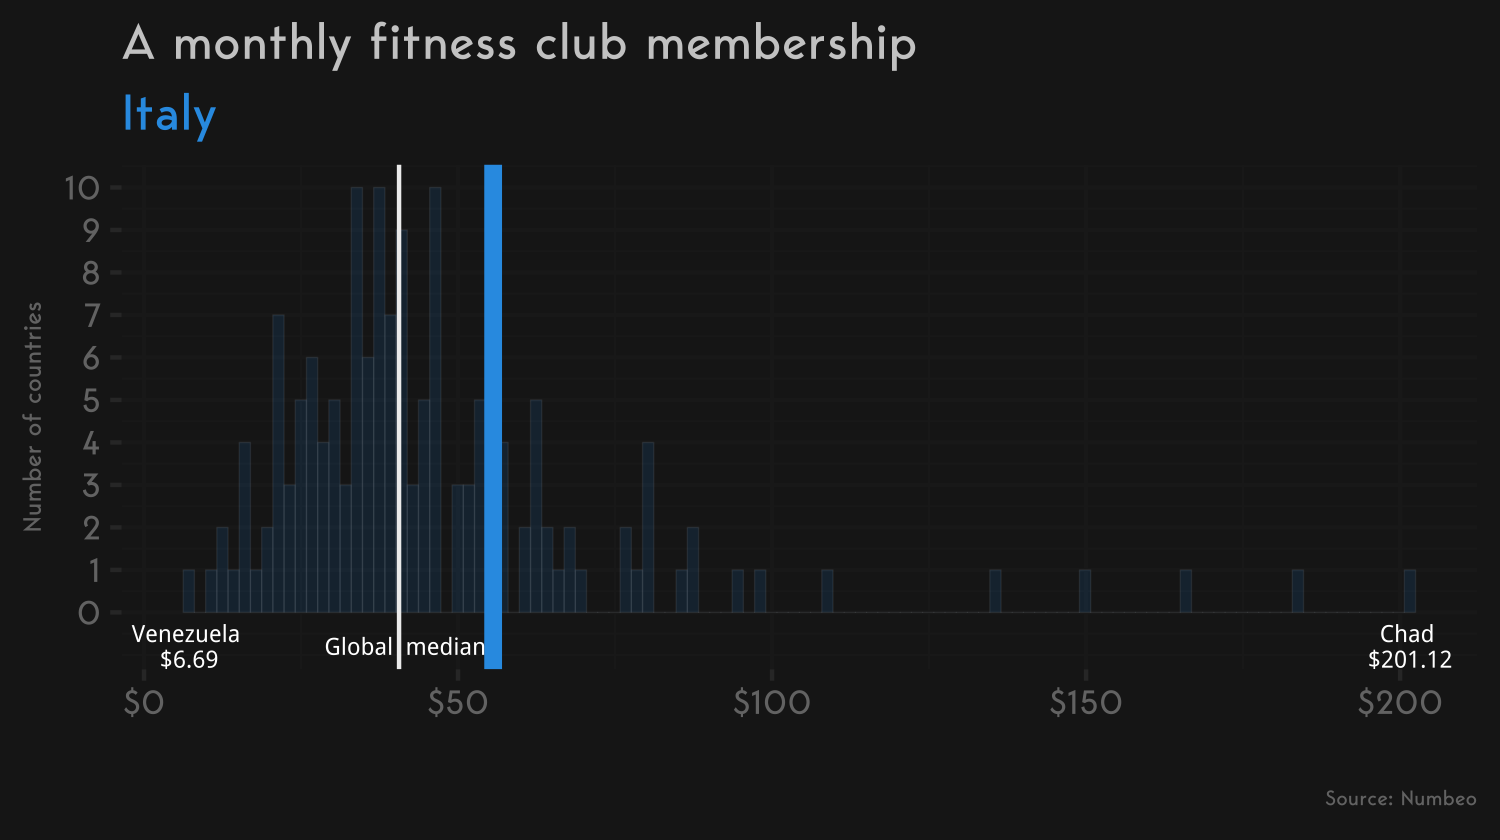 A monthly fitness club membership
Italy
Number of countries
10
9
8
7
6
5
4
3
2
1
0
Venezuela
$6.69
Global median
Chad
$201.12
$0 $50 $100 $150 $200
Source: Numbeo